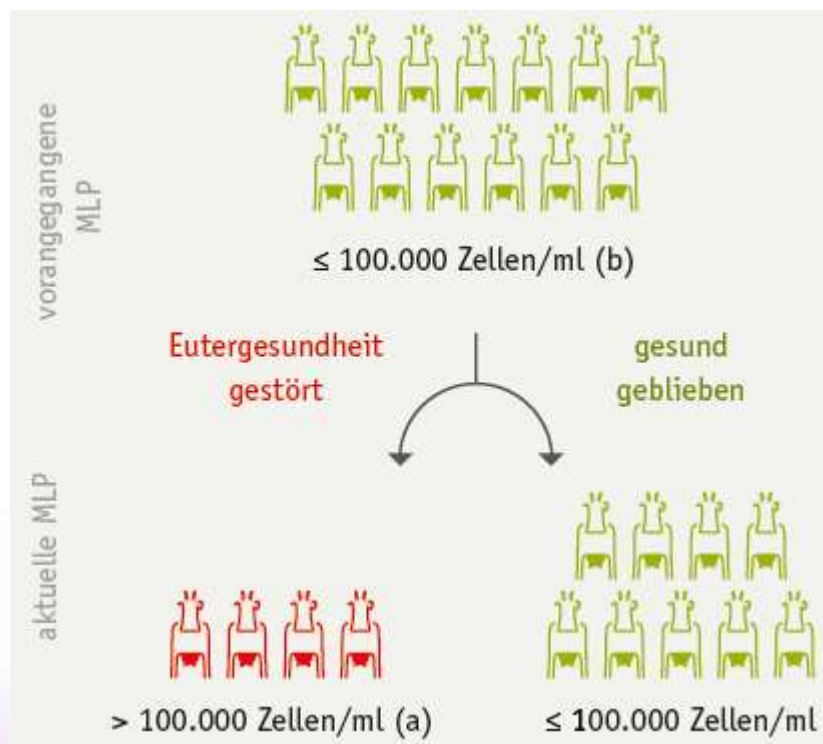 vorangegangene
MLP
≤ 100.000 Zellen/ml (b)
Eutergesundheit
gestört
gesund
geblieben
aktuelle MLP
> 100.000 Zellen/ml (a)
≤ 100.000 Zellen/ml